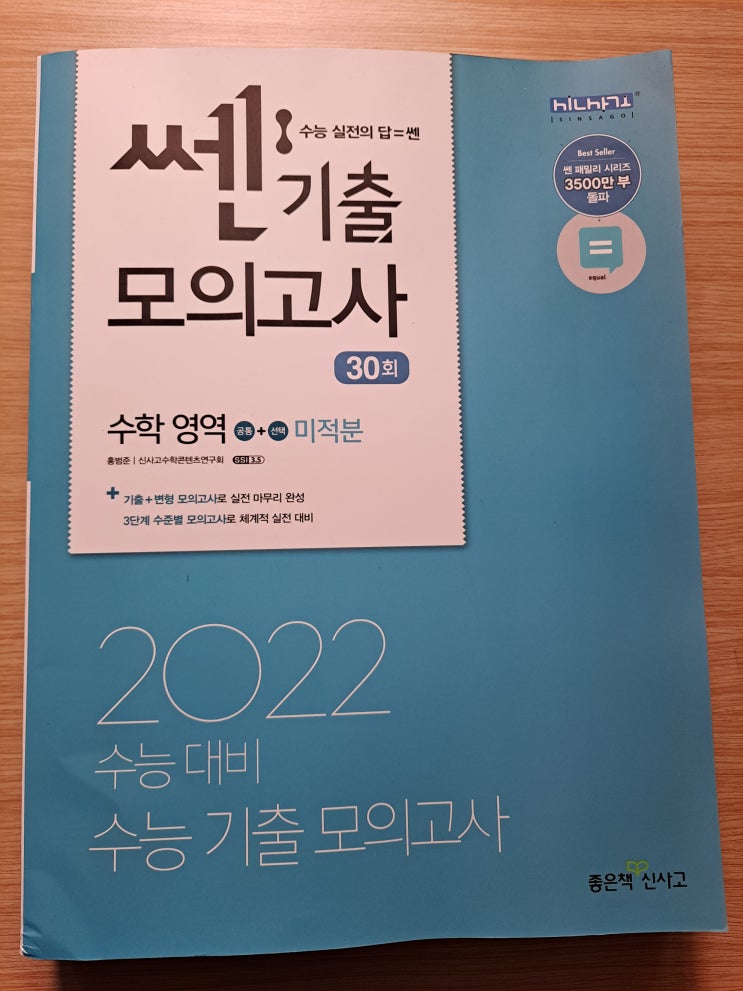 수능 실전의 답=쎈
쎈
기출
모의고사
30회
수학 영역 공통 + 선택 미적분
홍범준 | 신사고수학콘텐츠연구회 SSI 3.5
+ 기출+변형 모의고사로 실전 마무리 완성
3단계 수준별 모의고사로 체계적 실전 대비
신사고
SINSAGO
Best Seller
쎈 패밀리 시리즈
3500만 부
돌파
=
equal
2022
수능 대비
수능 기출 모의고사
좋은책 신사고